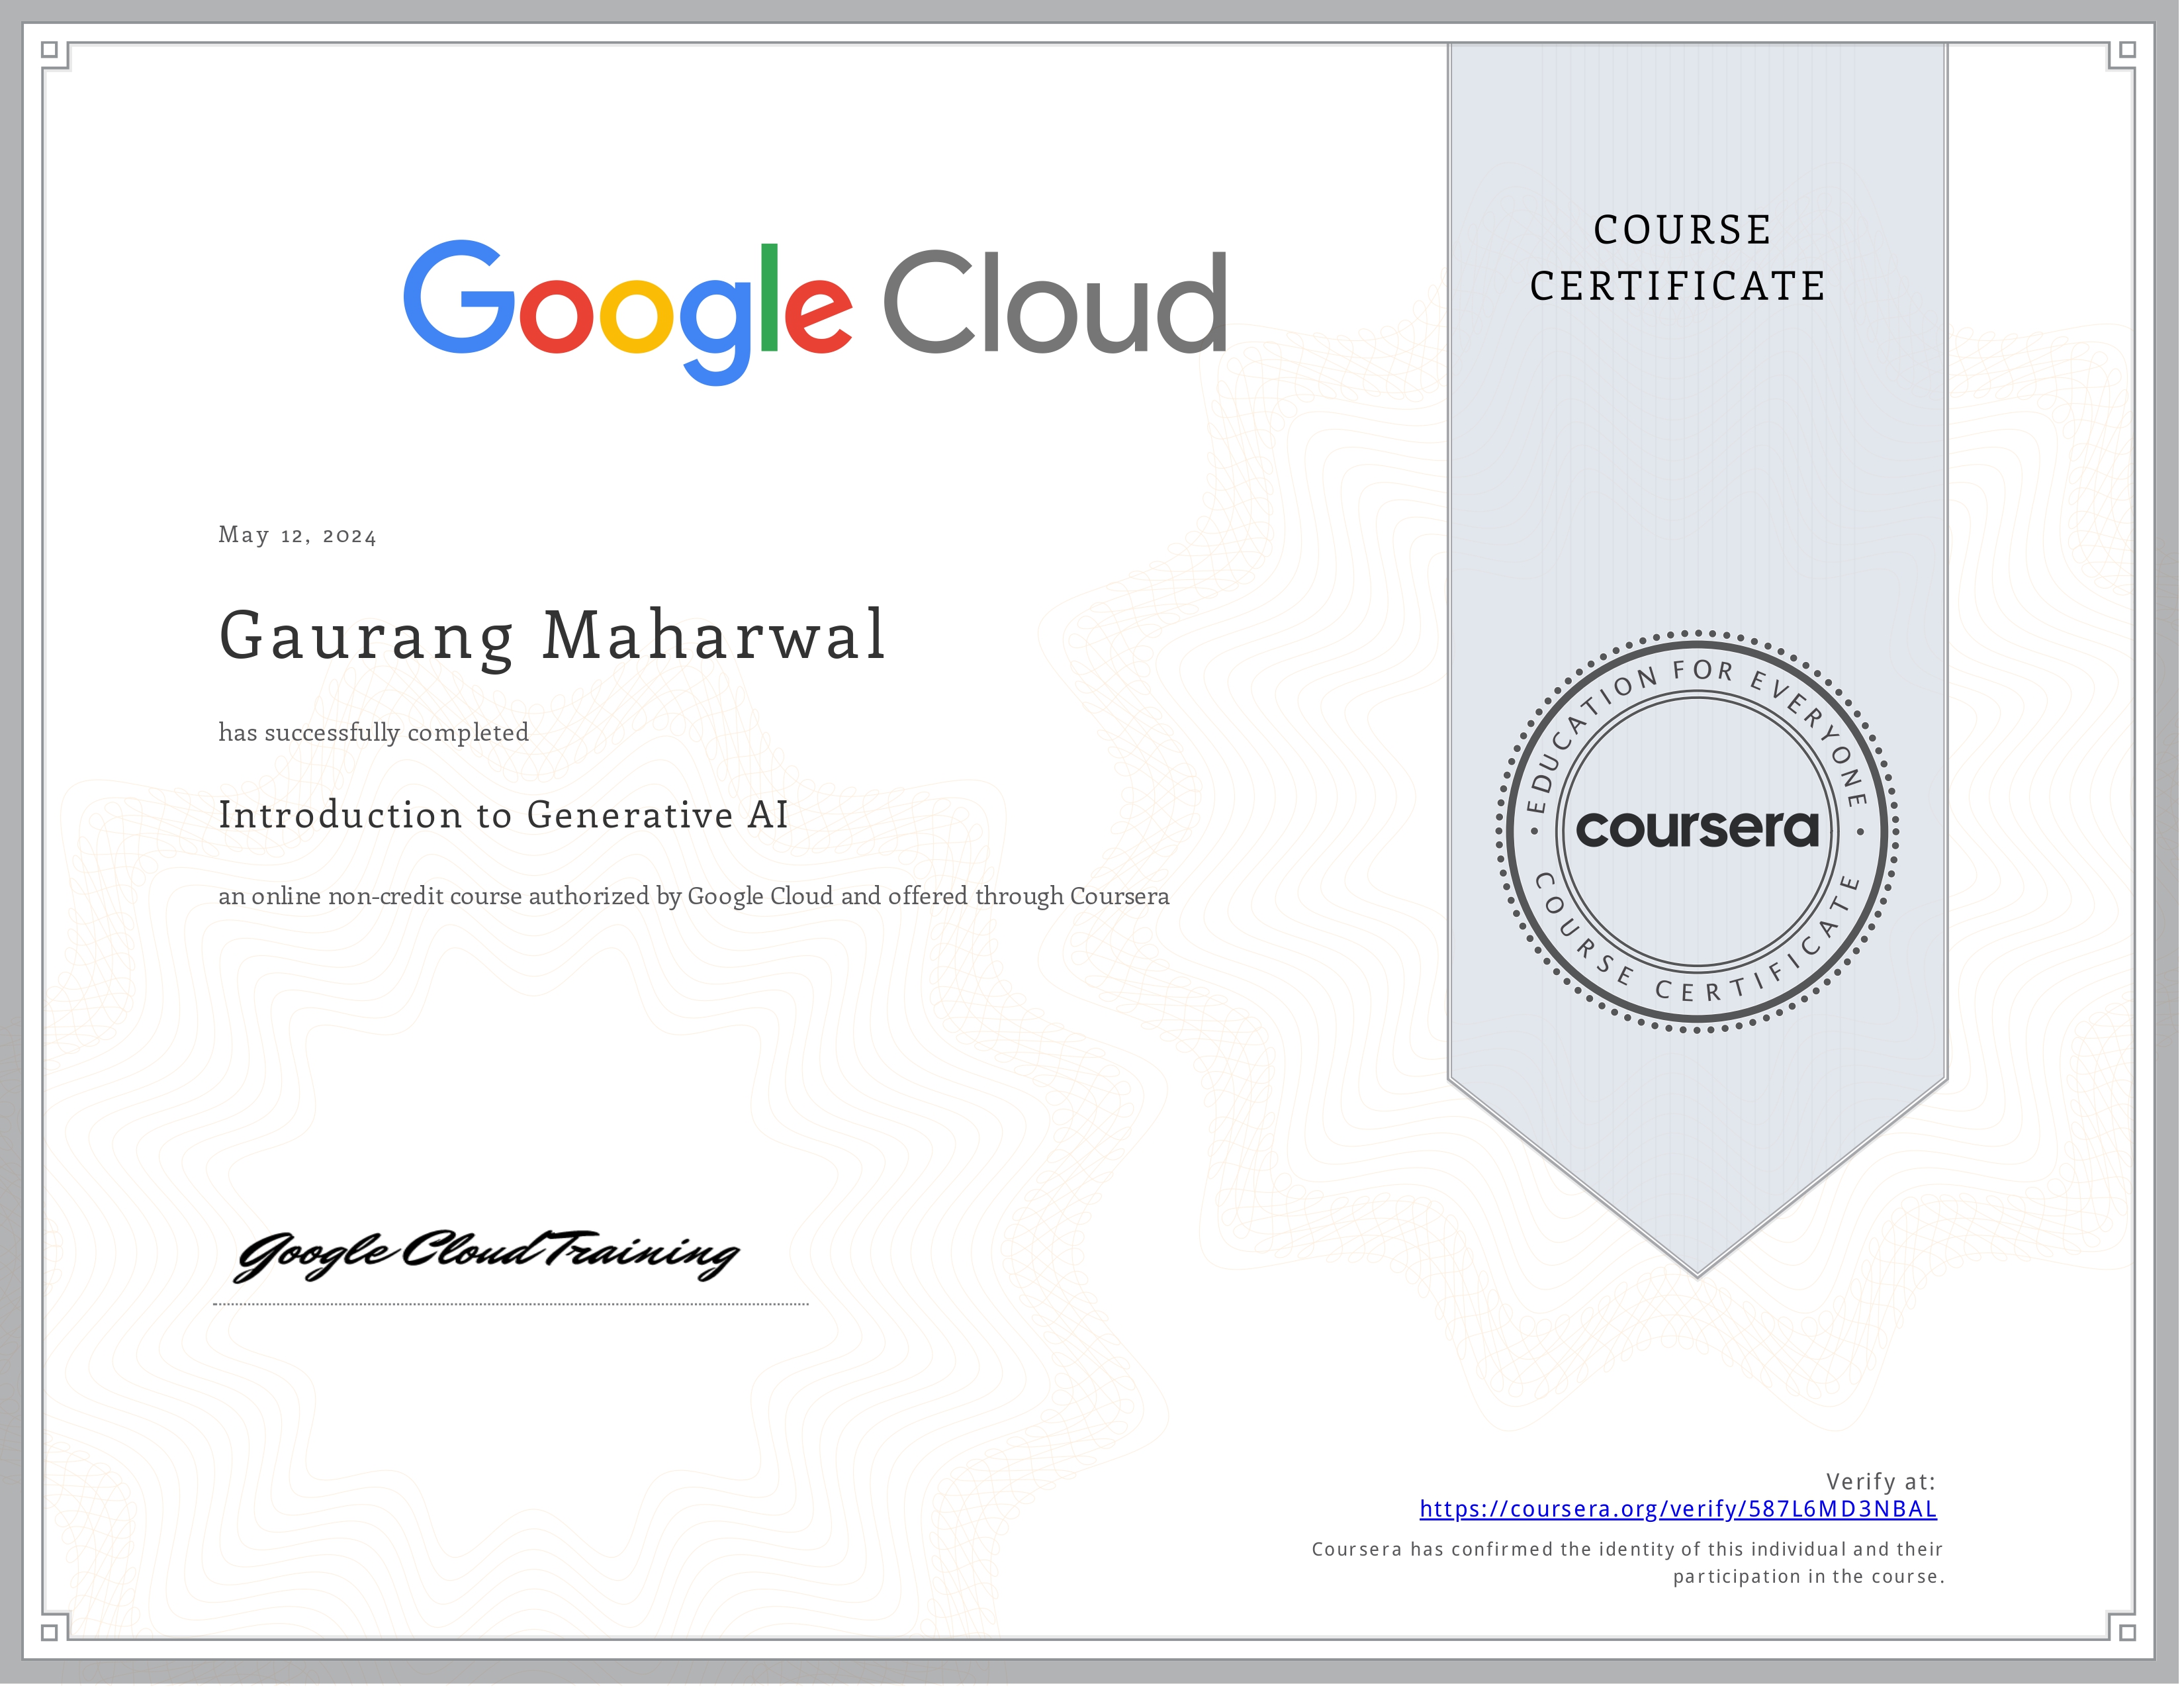 Google Cloud
COURSE
CERTIFICATE
May 12, 2024
Gaurang Maharwal
has successfully completed
Introduction to Generative AI
an online non-credit course authorized by Google Cloud and offered through Coursera
EDUCATION FOR EVERYONE
coursera
COURSE CERTIFICATE
Google Cloud Training
Verify at:
https://coursera.org/verify/587L6MD3NBAL
Coursera has confirmed the identity of this individual and their
participation in the course.